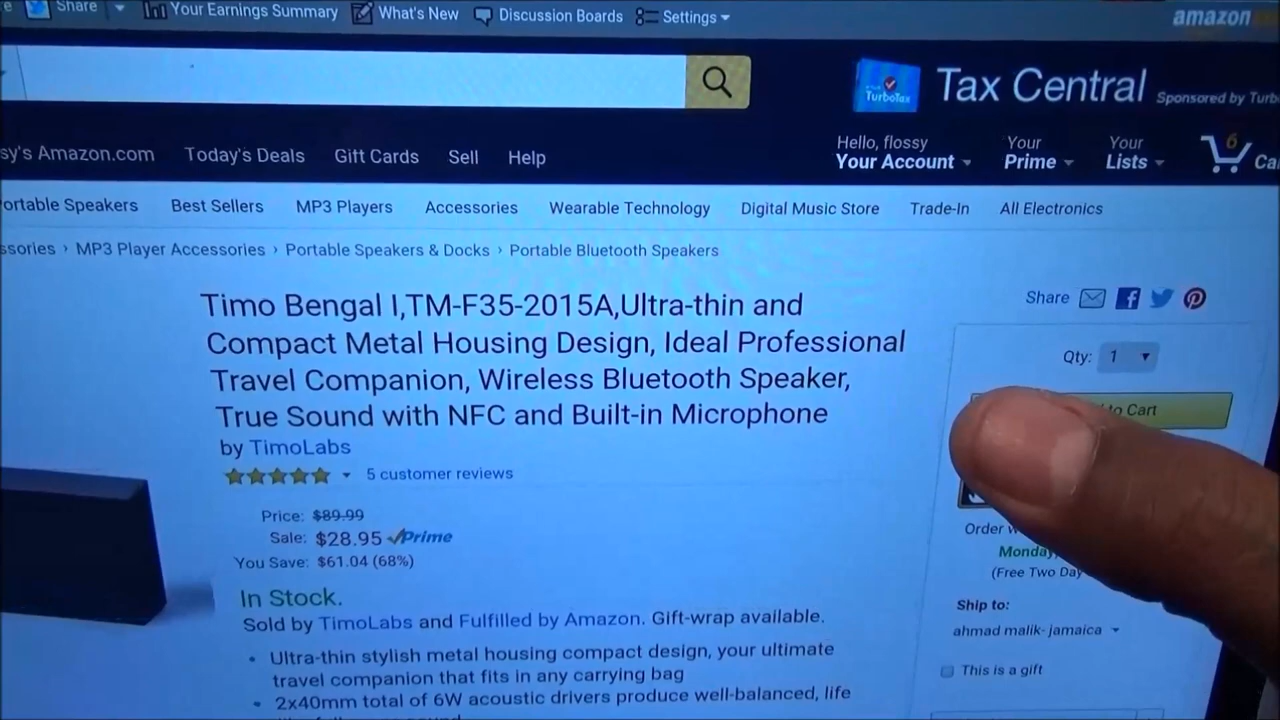 Share
Your Earnings Summary
What's New
Discussion Boards
Settings
amazon
TurboTax
Tax Central
Sponsored by
sy's Amazon.com
Today's Deals
Gift Cards
Sell
Help
Hello, flossy
Your Account
Your
Prime
Your
Lists
6
ortable Speakers
Best Sellers
MP3 Players
Accessories
Wearable Technology
Digital Music Store
Trade-In
All Electronics
ssories › MP3 Player Accessories › Portable Speakers & Docks › Portable Bluetooth Speakers
Timo Bengal I,TM-F35-2015A,Ultra-thin and
Compact Metal Housing Design, Ideal Professional
Travel Companion, Wireless Bluetooth Speaker,
True Sound with NFC and Built-in Microphone
by TimoLabs
5 customer reviews
Price: $89.99
Sale: $28.95 Prime
You Save: $61.04 (68%)
In Stock.
Sold by TimoLabs and Fulfilled by Amazon. Gift-wrap available.
• Ultra-thin stylish metal housing compact design, your ultimate
travel companion that fits in any carrying bag
• 2x40mm total of 6W acoustic drivers produce well-balanced, life
Share
Qty: 1
to Cart
Order
Monday,
(Free Two Day
Ship to:
ahmad malik- jamaica
This is a gift